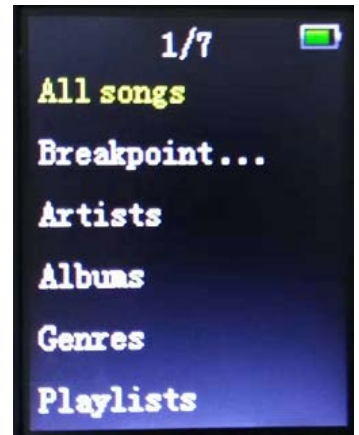 1/7
All songs
Breakpoint...
Artists
Albums
Genres
Playlists